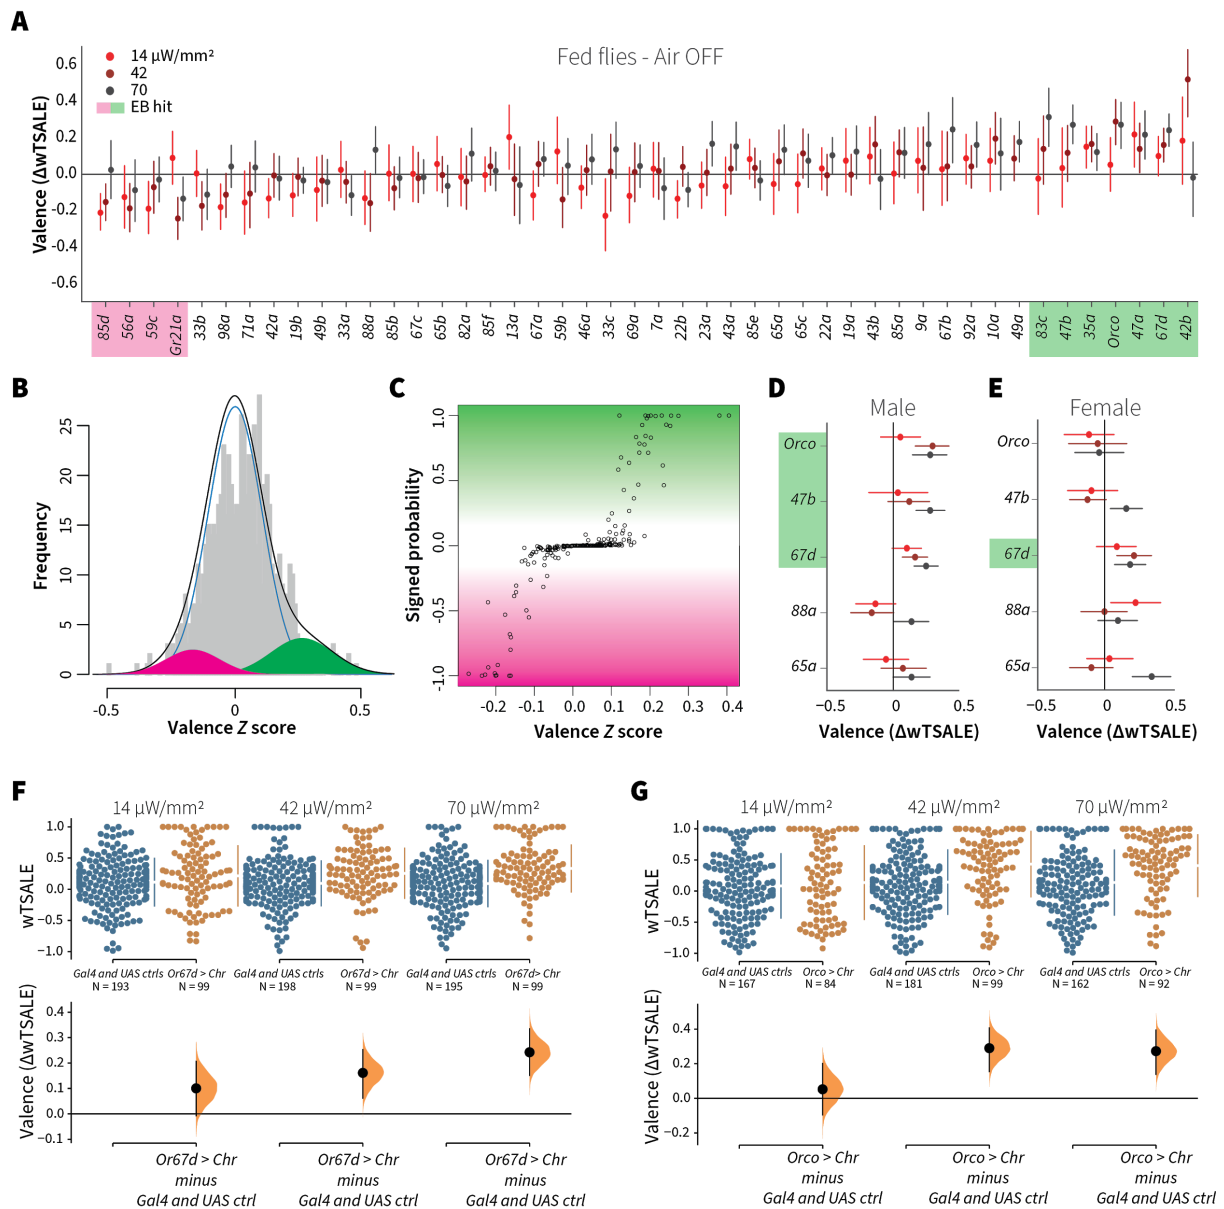 A
Fed flies - Air OFF
14 µW/mm²
42
70
EB hit
Valence (ΔwTSALE)
0.6
0.4
0.2
0.0
-0.2
-0.4
-0.6
85d 56a 59c Gr21a 33b 98a 71a 42a 19b 49b 33a 88a 85b 67c 65b 82a 85f 13a 67a 59b 46a 33c 69a 7a 22b 23a 43a 85e 65a 65c 22a 19a 43b 85a 9a 67b 92a 10a 49a 83c 47b 35a Orco 47a 67d 42b
B
Frequency
25
20
15
10
5
0
-0.5 0 0.5
Valence Z score
C
Signed probability
1.0
0.5
0.0
-0.5
-1.0
-0.2 -0.1 0.0 0.1 0.2 0.3 0.4
Valence Z score
D
Male
Orco
47b
67d
88a
65a
−0.5 0 0.5
Valence (ΔwTSALE)
E
Female
Orco
47b
67d
88a
65a
−0.5 0 0.5
Valence (ΔwTSALE)
F
14 µW/mm² 42 µW/mm² 70 µW/mm²
wTSALE
1.0
0.5
0.0
−0.5
−1.0
Gal4 and UAS ctrls Or67d > Chr Gal4 and UAS ctrls Or67d > Chr Gal4 and UAS ctrls Or67d > Chr
N = 193 N = 99 N = 198 N = 99 N = 195 N = 99
Valence (ΔwTSALE)
0.4
0.3
0.2
0.1
0.0
−0.1
Or67d > Chr Or67d > Chr Or67d > Chr
minus minus minus
Gal4 and UAS ctrl Gal4 and UAS ctrl Gal4 and UAS ctrl
G
14 µW/mm² 42 µW/mm² 70 µW/mm²
wTSALE
1.0
0.5
0.0
−0.5
−1.0
Gal4 and UAS ctrls Orco > Chr Gal4 and UAS ctrls Orco > Chr Gal4 and UAS ctrls Orco > Chr
N = 167 N = 84 N = 181 N = 99 N = 162 N = 92
Valence (ΔwTSALE)
0.4
0.2
0.0
−0.2
Orco > Chr Orco > Chr Orco > Chr
minus minus minus
Gal4 and UAS ctrl Gal4 and UAS ctrl Gal4 and UAS ctrl